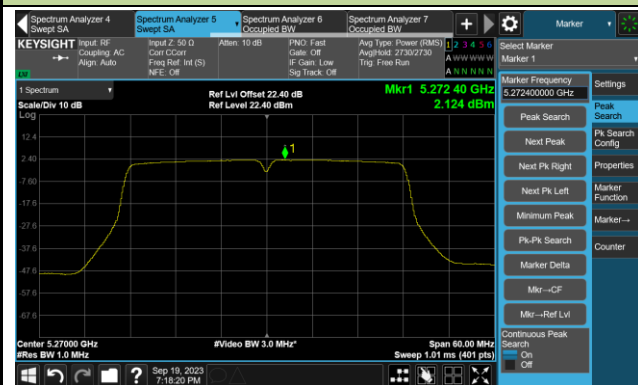 Spectrum Analyzer 4
Swept SA
Spectrum Analyzer 5
Swept SA
Spectrum Analyzer 6
Occupied BW
Spectrum Analyzer 7
Occupied BW
Marker
KEYSIGHT
Input: RF
Coupling: AC
Align: Auto
Input Z: 50 Ω
Corr CCorr
Freq Ref: Int (S)
NFE: Off
Atten: 10 dB
PNO: Fast
Gate: Off
IF Gain: Low
Sig Track: Off
Avg Type: Power (RMS)
Avg|Hold: 2730/2730
Trig: Free Run
1 2 3 4 5 6
A W W W W W
A N N N N N
Select Marker
Marker 1
1 Spectrum
Scale/Div 10 dB
Log
Ref Lvl Offset 22.40 dB
Ref Level 22.40 dBm
Mkr1 5.272 40 GHz
2.124 dBm
1
12.4
2.40
-7.60
-17.6
-27.6
-37.6
-47.6
-57.6
-67.6
Center 5.27000 GHz
#Res BW 1.0 MHz
#Video BW 3.0 MHz*
Span 60.00 MHz
Sweep 1.01 ms (401 pts)
Marker Frequency
5.272400000 GHz
Peak Search
Next Peak
Next Pk Right
Next Pk Left
Minimum Peak
Pk-Pk Search
Marker Delta
Mkr→CF
Mkr→Ref Lvl
Continuous Peak
Search
On
Off
Settings
Peak
Search
Pk Search
Config
Properties
Marker
Function
Marker→
Counter
Sep 19, 2023
7:18:20 PM